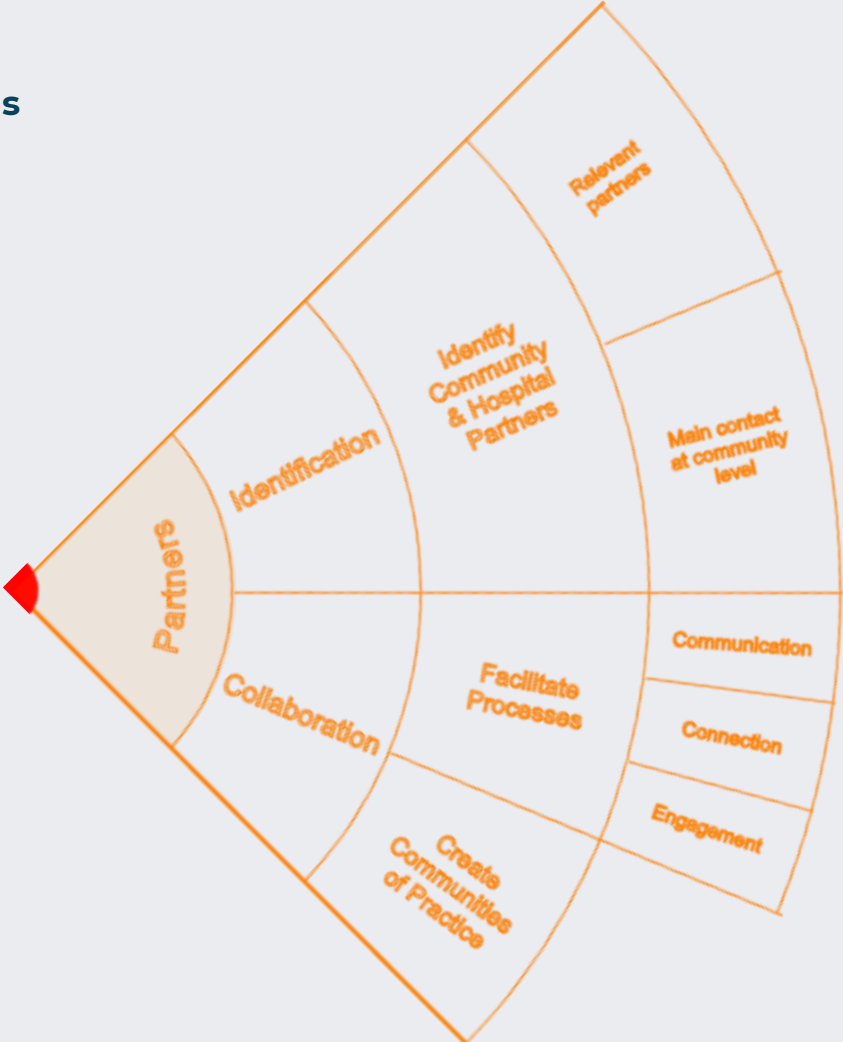 s
Relevant
partners
Identify
Community
& Hospital
Partners
Main contact
at community
level
Identification
Partners
Collaboration
Facilitate
Processes
Communication
Connection
Engagement
Create
Communities
of Practice